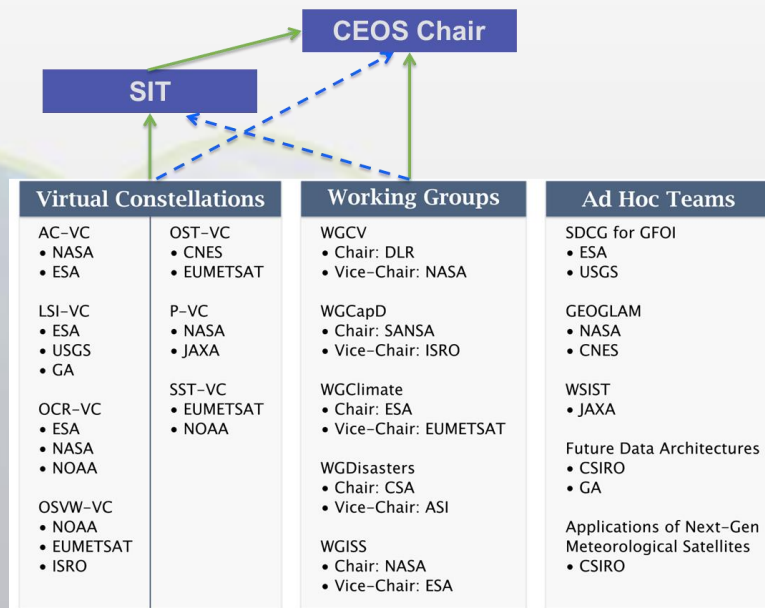 CEOS Chair
SIT
Virtual Constellations
AC-VC
• NASA
• ESA
LSI-VC
• ESA
• USGS
• GA
OCR-VC
• ESA
• NASA
• NOAA
OSVW-VC
• NOAA
• EUMETSAT
• ISRO
OST-VC
• CNES
• EUMETSAT
P-VC
• NASA
• JAXA
SST-VC
• EUMETSAT
• NOAA
Working Groups
WGCV
• Chair: DLR
• Vice-Chair: NASA
WGCapD
• Chair: SANSA
• Vice-Chair: ISRO
WGClimate
• Chair: ESA
• Vice-Chair: EUMETSAT
WGDisasters
• Chair: CSA
• Vice-Chair: ASI
WGISS
• Chair: NASA
• Vice-Chair: ESA
Ad Hoc Teams
SDCG for GFOI
• ESA
• USGS
GEOGLAM
• NASA
• CNES
WSIST
• JAXA
Future Data Architectures
• CSIRO
• GA
Applications of Next-Gen
Meteorological Satellites
• CSIRO